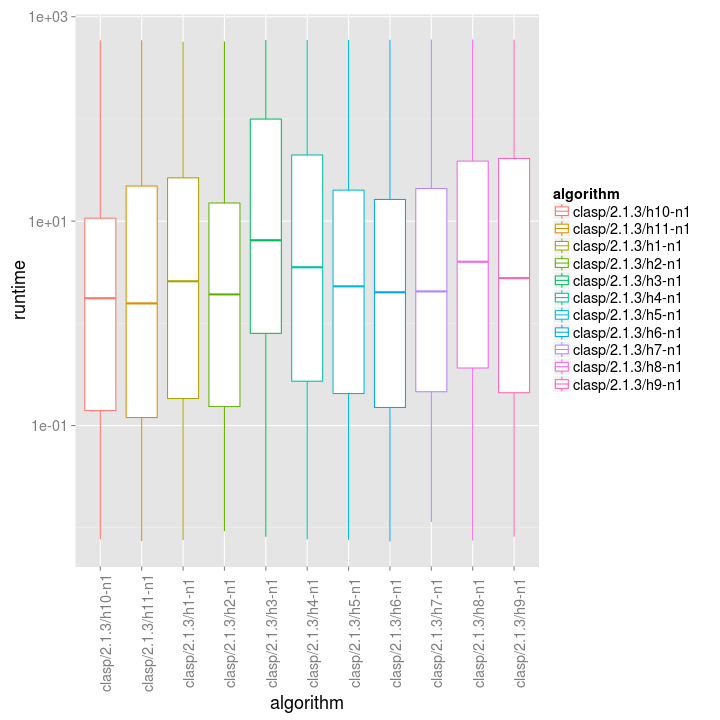 1e+03
1e+01
1e-01
runtime
clasp/2.1.3/h10-n1
clasp/2.1.3/h11-n1
clasp/2.1.3/h1-n1
clasp/2.1.3/h2-n1
clasp/2.1.3/h3-n1
clasp/2.1.3/h4-n1
clasp/2.1.3/h5-n1
clasp/2.1.3/h6-n1
clasp/2.1.3/h7-n1
clasp/2.1.3/h8-n1
clasp/2.1.3/h9-n1
algorithm
algorithm
clasp/2.1.3/h10-n1
clasp/2.1.3/h11-n1
clasp/2.1.3/h1-n1
clasp/2.1.3/h2-n1
clasp/2.1.3/h3-n1
clasp/2.1.3/h4-n1
clasp/2.1.3/h5-n1
clasp/2.1.3/h6-n1
clasp/2.1.3/h7-n1
clasp/2.1.3/h8-n1
clasp/2.1.3/h9-n1